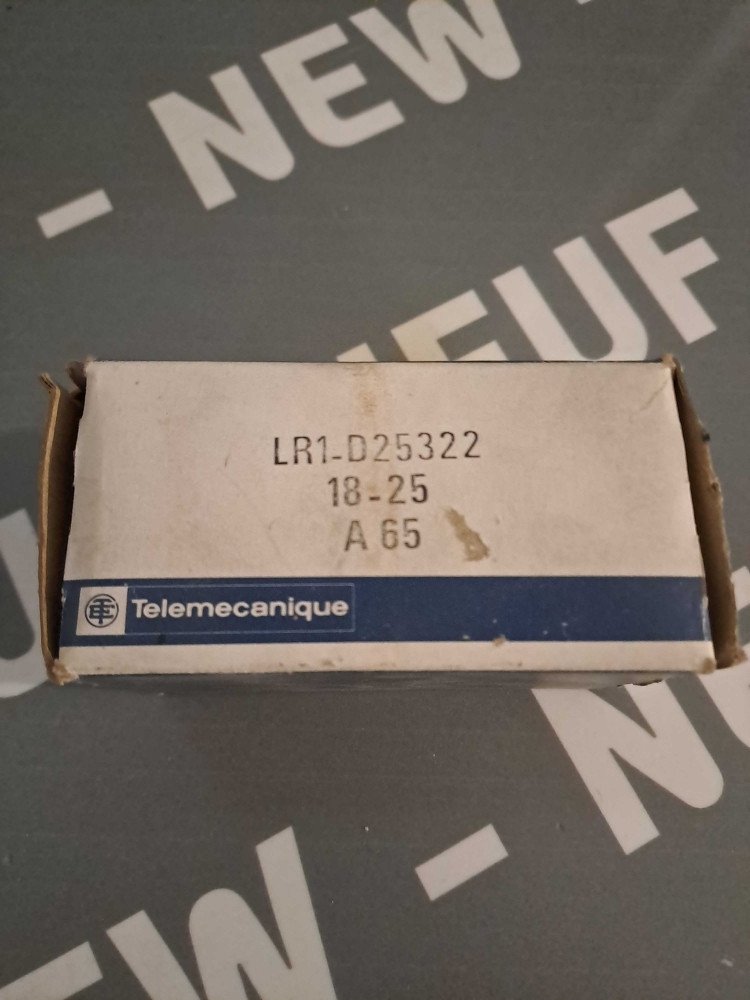 - NEW -
NEUF
LR1-D25322
18-25
A 65
Telemecanique